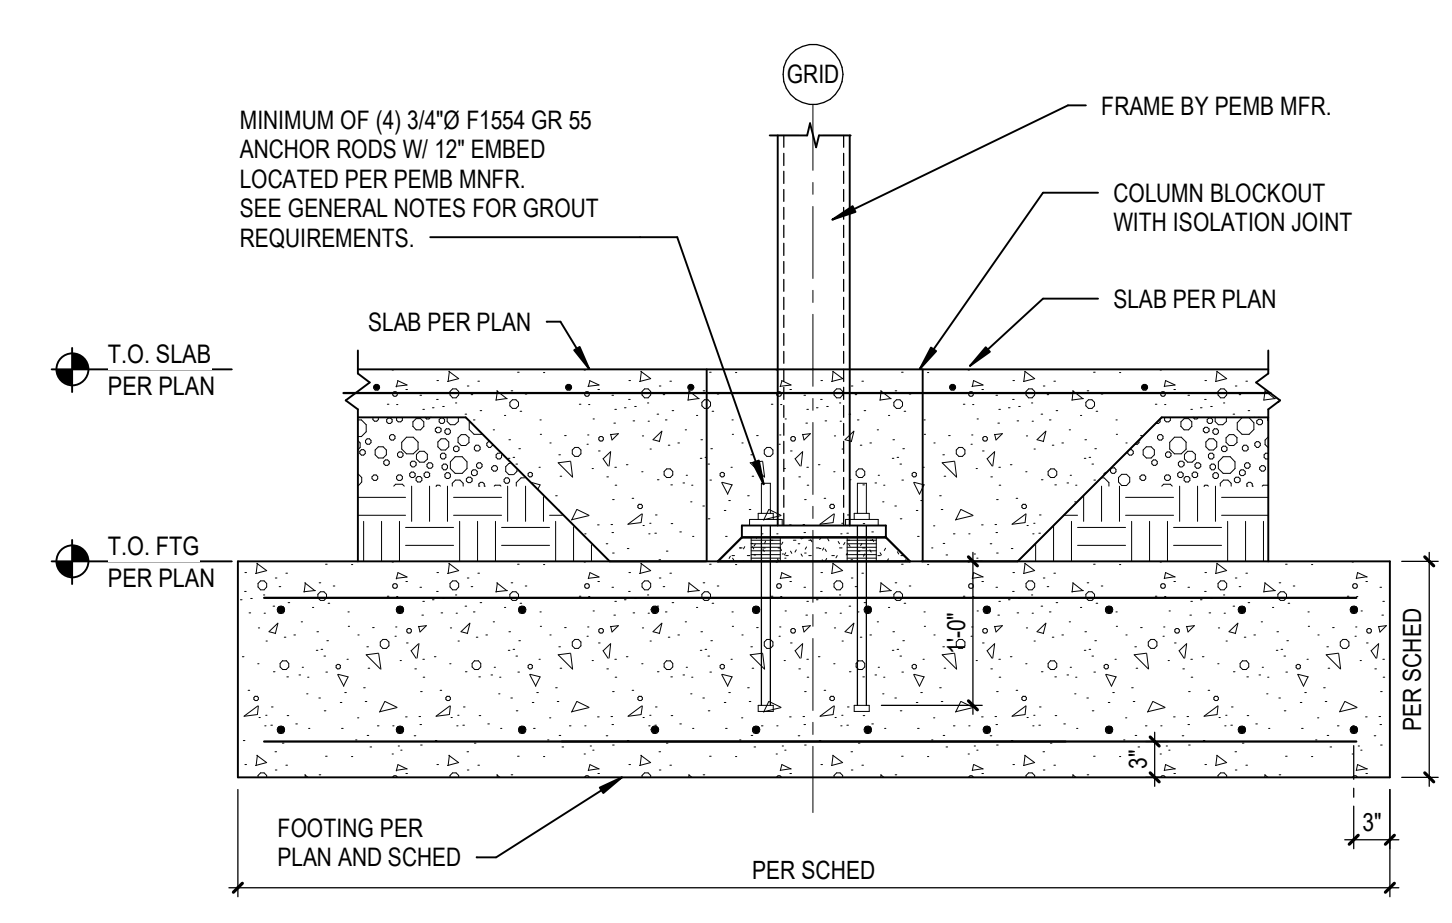 GRID
MINIMUM OF (4) 3/4"Ø F1554 GR 55
ANCHOR RODS W/ 12" EMBED
LOCATED PER PEMB MNFR.
SEE GENERAL NOTES FOR GROUT
REQUIREMENTS.
FRAME BY PEMB MFR.
COLUMN BLOCKOUT
WITH ISOLATION JOINT
SLAB PER PLAN
SLAB PER PLAN
T.O. SLAB
PER PLAN
T.O. FTG
PER PLAN
1'-0"
PER SCHED
3"
3"
FOOTING PER
PLAN AND SCHED
PER SCHED